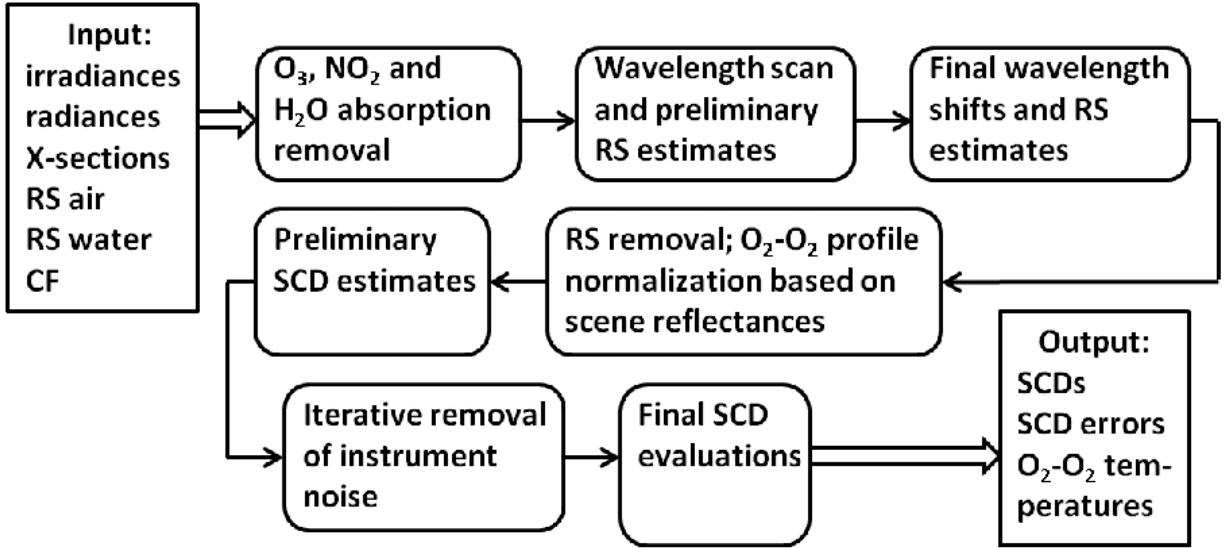 Input:
irradiances
radiances
X-sections
RS air
RS water
CF
O₃, NO₂ and
H₂O absorption
removal
Wavelength scan
and preliminary
RS estimates
Final wavelength
shifts and RS
estimates
RS removal; O₂-O₂ profile
normalization based on
scene reflectances
Preliminary
SCD estimates
Iterative removal
of instrument
noise
Final SCD
evaluations
Output:
SCDs
SCD errors
O₂-O₂ tem-
peratures